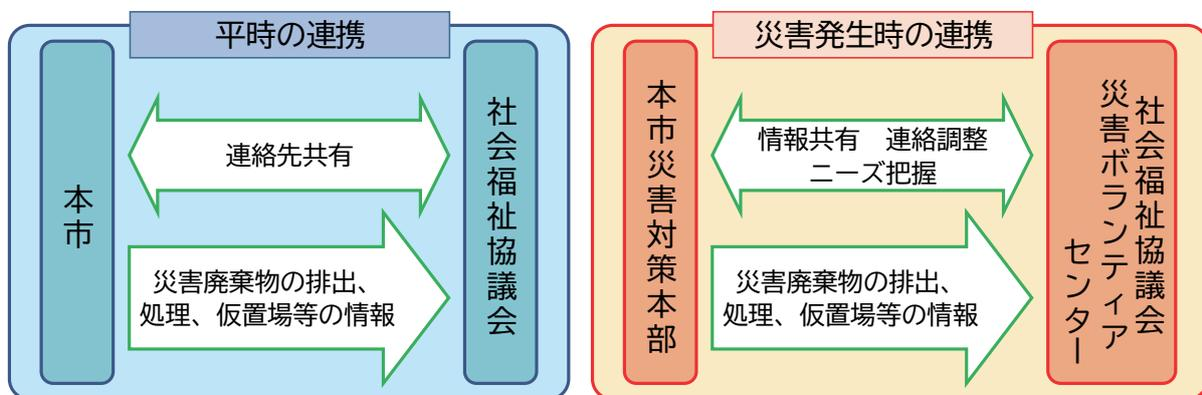 平時の連携
本市
連絡先共有
災害廃棄物の排出、
処理、仮置場等の情報
社会福祉協議会
災害発生時の連携
本市災害対策本部
情報共有　連絡調整
ニーズ把握
災害廃棄物の排出、
処理、仮置場等の情報
社会福祉協議会
災害ボランティア
センター